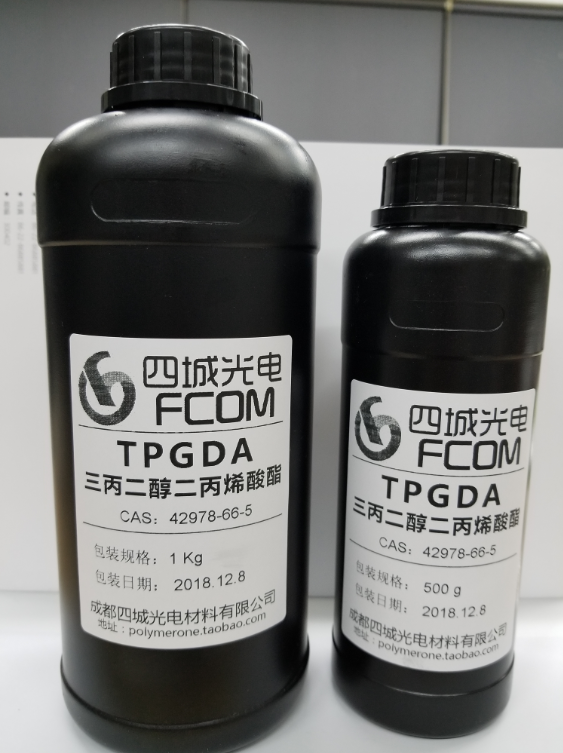 四城光电
FCOM
TPGDA
三丙二醇二丙烯酸酯
CAS: 42978-66-5
包装规格: 1 Kg
包装日期: 2018.12.8
成都四城光电材料有限公司
地址: polymerone.taobao.com
四城光电
FCOM
TPGDA
三丙二醇二丙烯酸酯
CAS: 42978-66-5
包装规格: 500 g
包装日期: 2018.12.8
成都四城光电材料有限公司
地址: polymerone.taobao.com